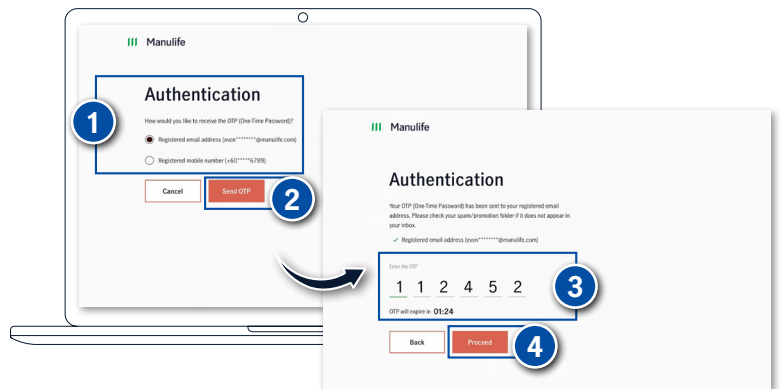 Manulife
Authentication
How would you like to receive the OTP (One-Time Password)?
Registered email address (evon********@manulife.com)
Registered mobile number (+60*****6789)
Cancel
Send OTP
1
2
Manulife
Authentication
Your OTP (One-Time Password) has been sent to your registered email
address. Please check your spam/promotion folder if it does not appear in
your inbox.
Registered email address (evon********@manulife.com)
Enter the OTP
1 1 2 4 5 2
OTP will expire in 01:24
3
Back
Proceed
4